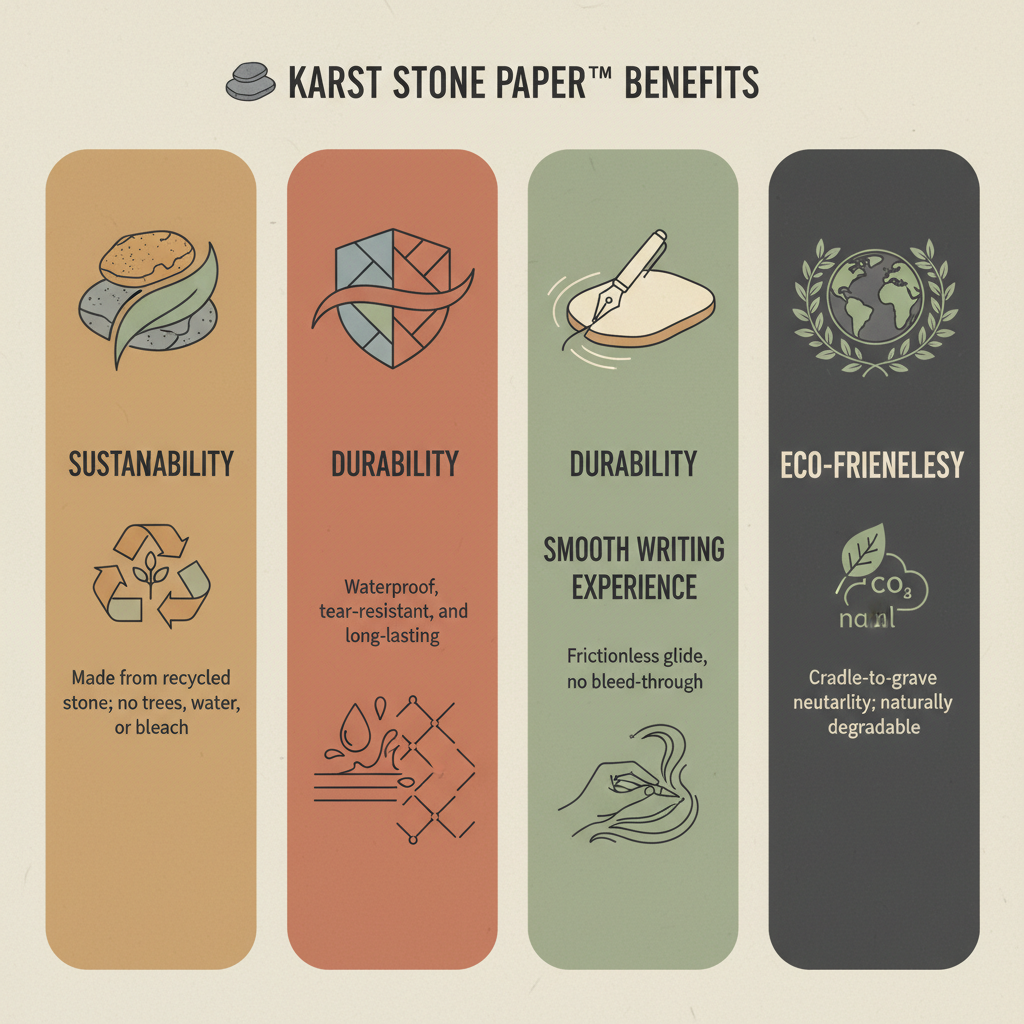 KARST STONE PAPER™ BENEFITS
SUSTANABILITY
Made from recycled
stone; no trees, water,
or bleach
DURABILITY
Waterproof,
tear-resistant, and
long-lasting
DURABILITY
SMOOTH WRITING
EXPERIENCE
Frictionless glide,
no bleed-through
ECO-FRIENELESY
CO₃
Cradle-to-grave
neutarlity; naturally
degradable